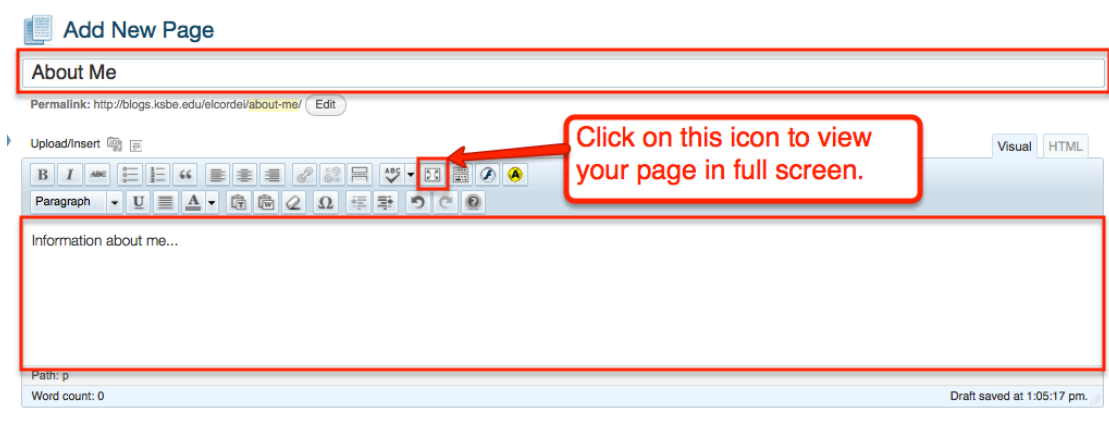 Add New Page
About Me
Permalink: http://blogs.ksbe.edu/elcordei/about-me/ Edit
Upload/Insert
Click on this icon to view
your page in full screen.
Visual HTML
B I ABC ABC
Paragraph U A T W Ω
Information about me...
Path: p
Word count: 0 Draft saved at 1:05:17 pm.